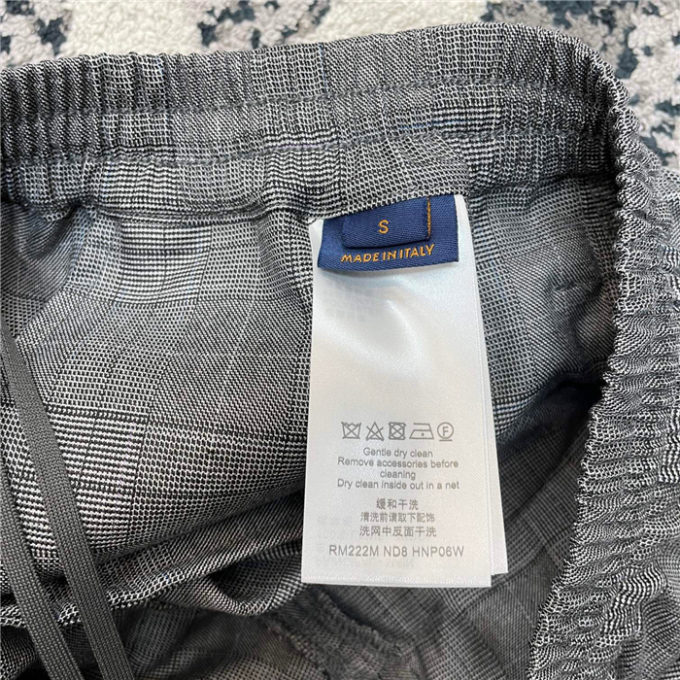 S
MADE IN ITALY
Gentle dry clean
Remove accessories before
cleaning
Dry clean inside out in a net
缓和干洗
清洗前请取下配饰
洗网中反面干洗
RM222M ND8 HNP06W